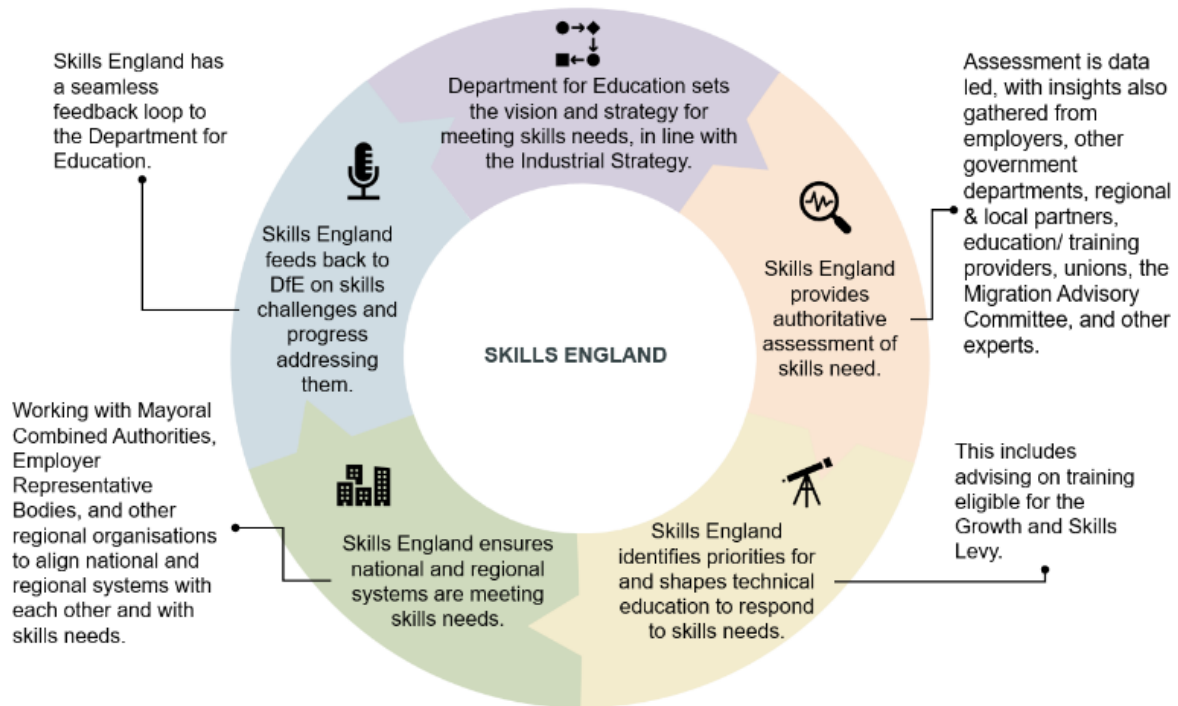 Department for Education sets
the vision and strategy for
meeting skills needs, in line with
the Industrial Strategy.
Skills England
provides
authoritative
assessment of
skills need.
Assessment is data
led, with insights also
gathered from
employers, other
government
departments, regional
& local partners,
education/ training
providers, unions, the
Migration Advisory
Committee, and other
experts.
Skills England
identifies priorities for
and shapes technical
education to respond
to skills needs.
This includes
advising on training
eligible for the
Growth and Skills
Levy.
Skills England ensures
national and regional
systems are meeting
skills needs.
Working with Mayoral
Combined Authorities,
Employer
Representative
Bodies, and other
regional organisations
to align national and
regional systems with
each other and with
skills needs.
Skills England
feeds back to
DfE on skills
challenges and
progress
addressing
them.
Skills England has
a seamless
feedback loop to
the Department for
Education.
SKILLS ENGLAND